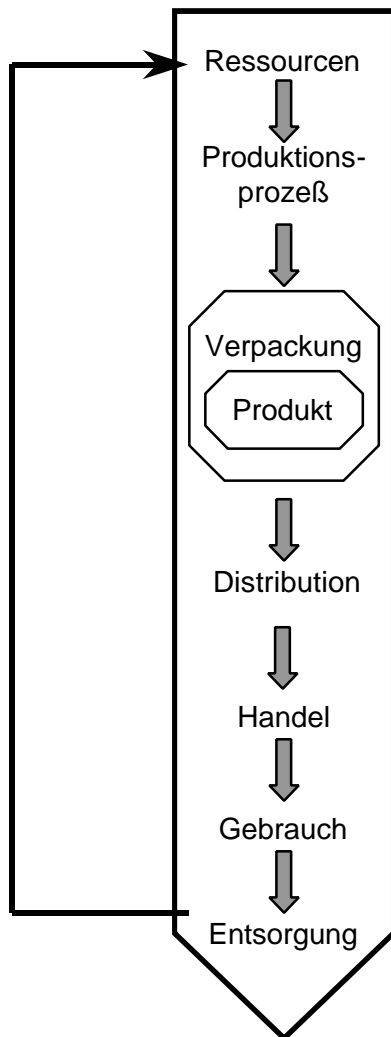 Ressourcen
Produktions-
prozeß
Verpackung
Produkt
Distribution
Handel
Gebrauch
Entsorgung